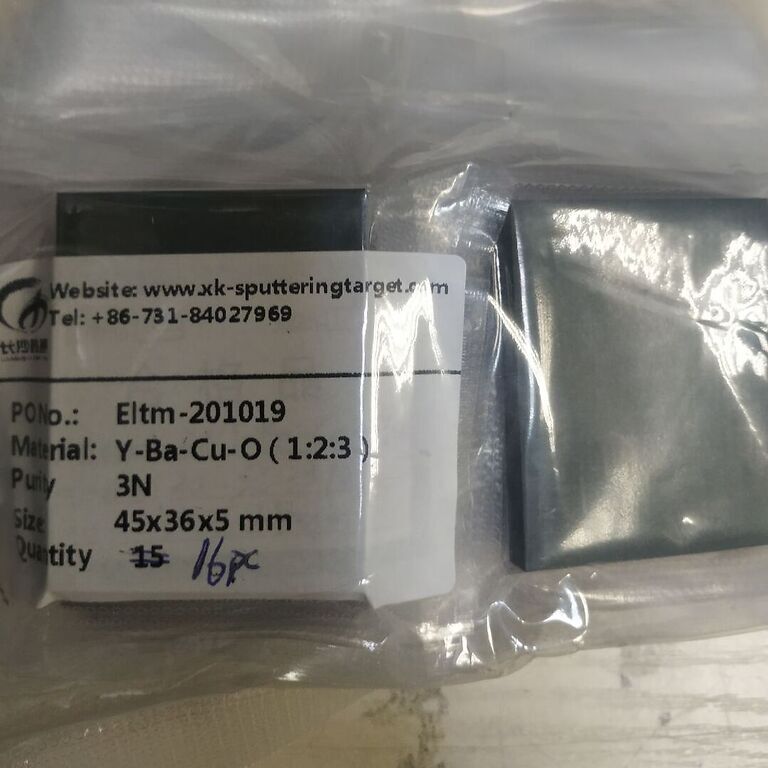 Website: www.xk-sputteringtarget.com
Tel: +86-731-84027969
PO No.: Eltm-201019
Material: Y-Ba-Cu-O ( 1:2:3 )
Purity 3N
Size: 45x36x5 mm
Quantity 15 16pc